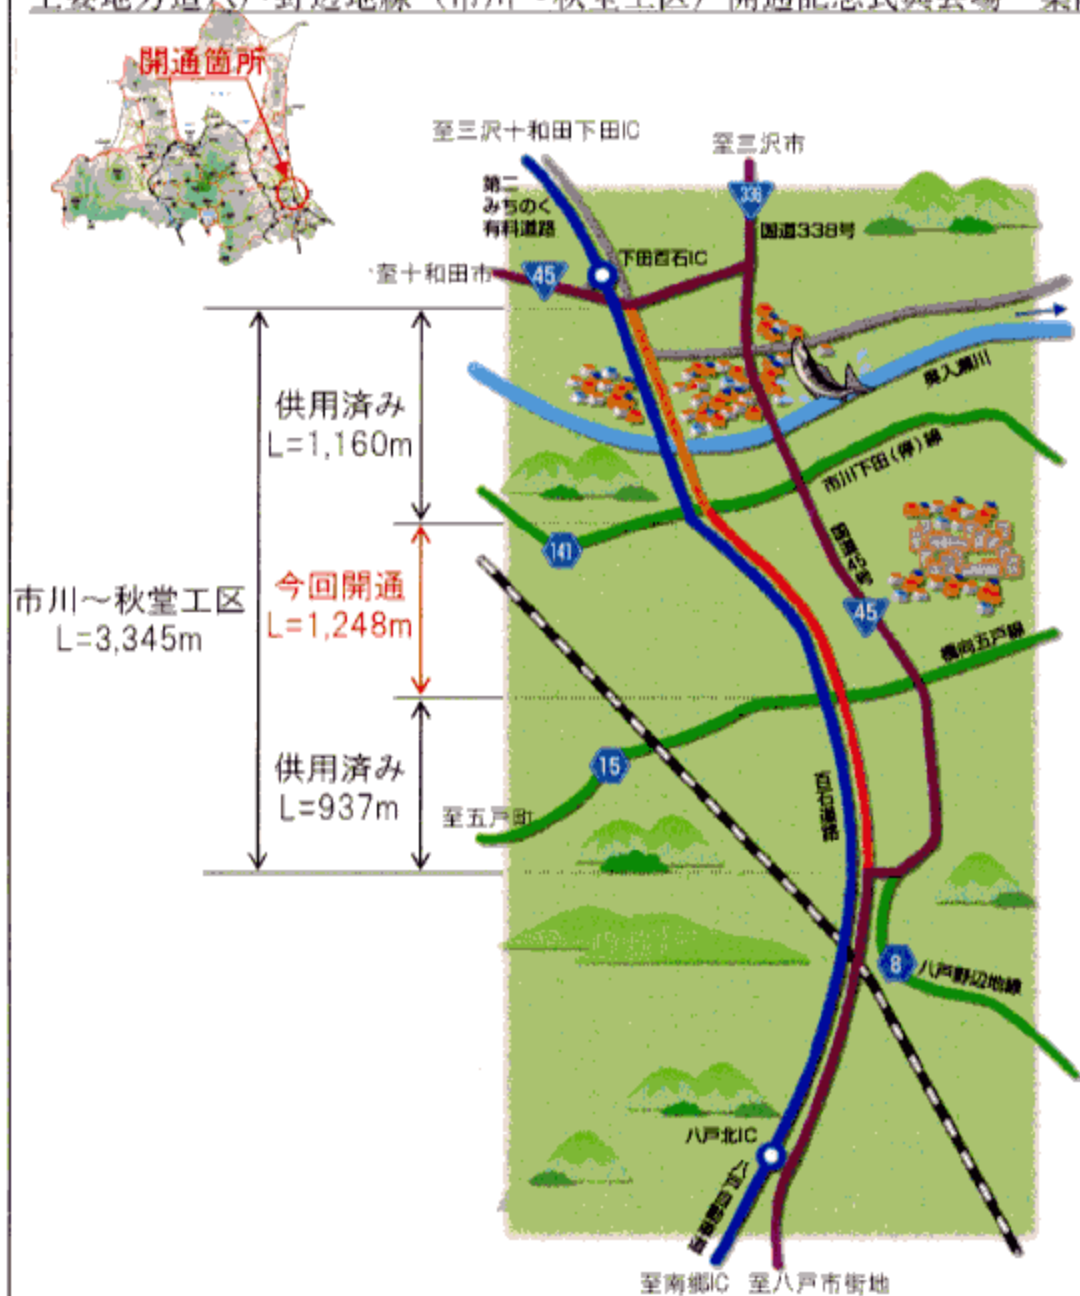 開通箇所
至三沢十和田下田IC
至三沢市
第二
みちのく
有料道路
国道338号
下田百石IC
至十和田市
45
奥入瀬川
供用済み
L=1,160m
市川下田(停)線
141
国道45号
今回開通
L=1,248m
市川～秋堂工区
L=3,345m
45
橋向五戸線
15
供用済み
L=937m
百石道路
至五戸町
8
八戸野辺地線
八戸北IC
至南郷IC 至八戸市街地